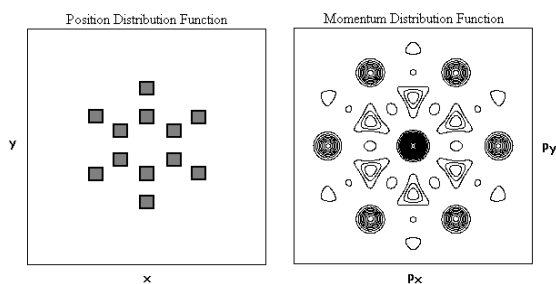 Position Distribution Function
Momentum Distribution Function
y
Py
x
Px